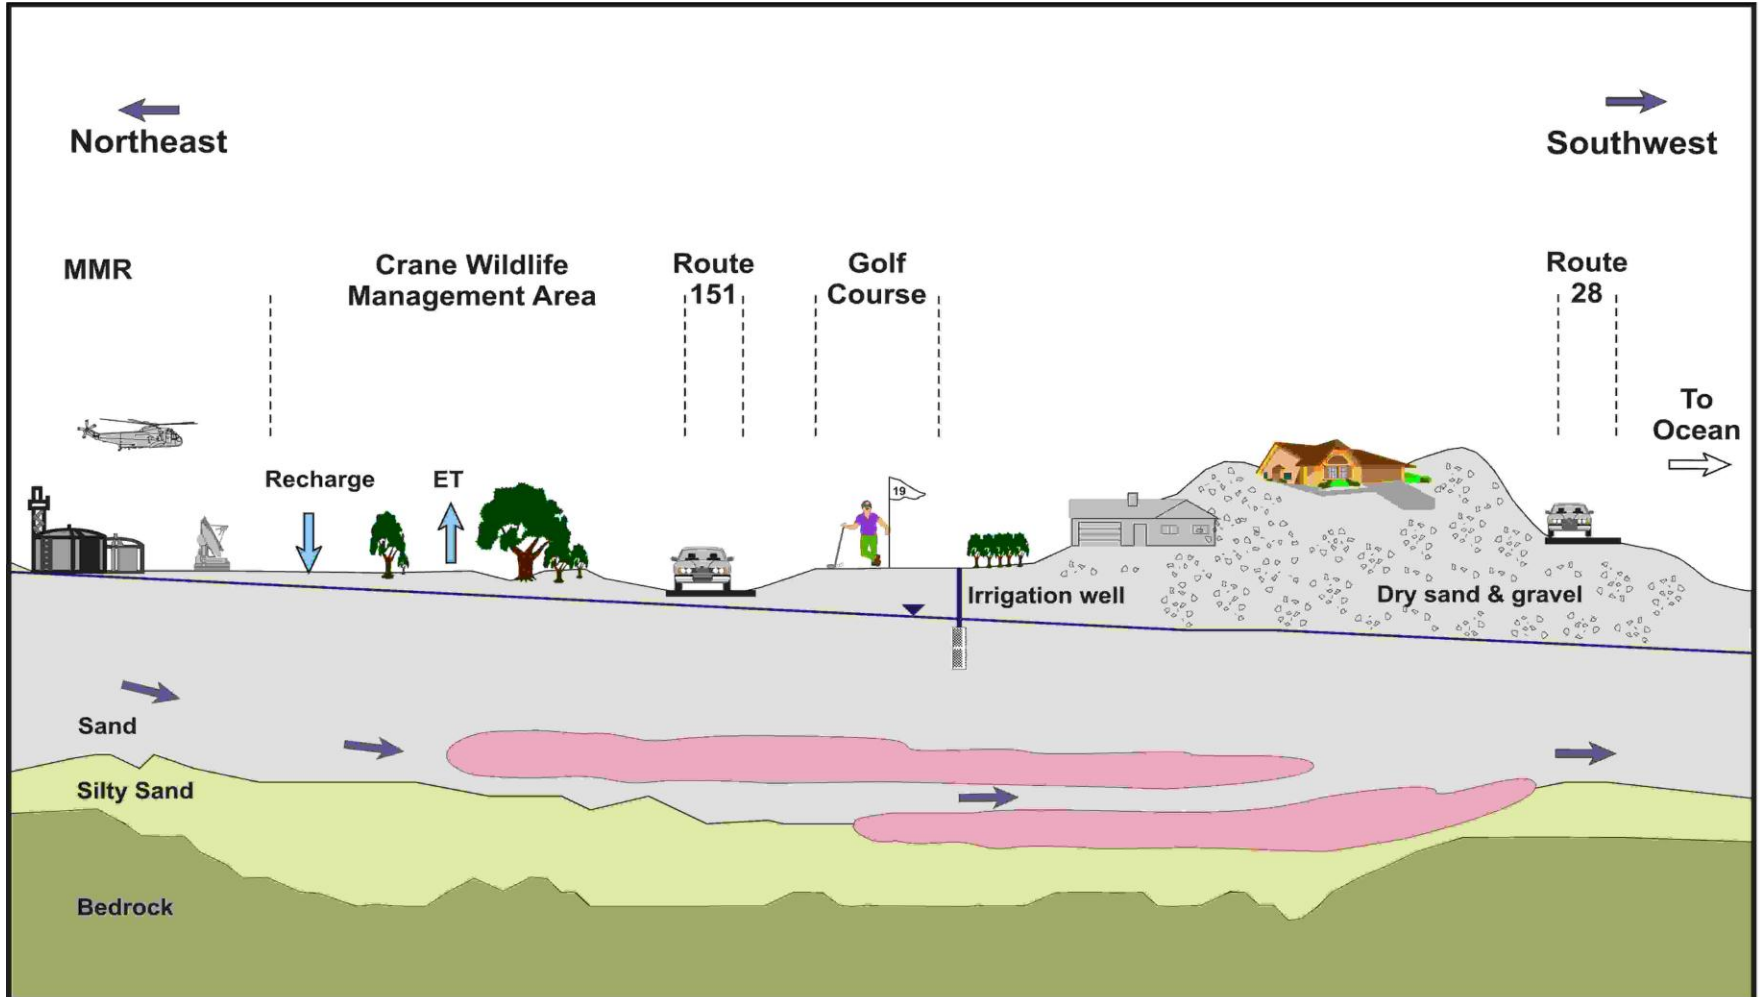 Northeast
Southwest
MMR
Crane Wildlife
Management Area
Route
151
Golf
Course
Route
28
To
Ocean
Recharge
ET
19
Irrigation well
Dry sand & gravel
Sand
Silty Sand
Bedrock